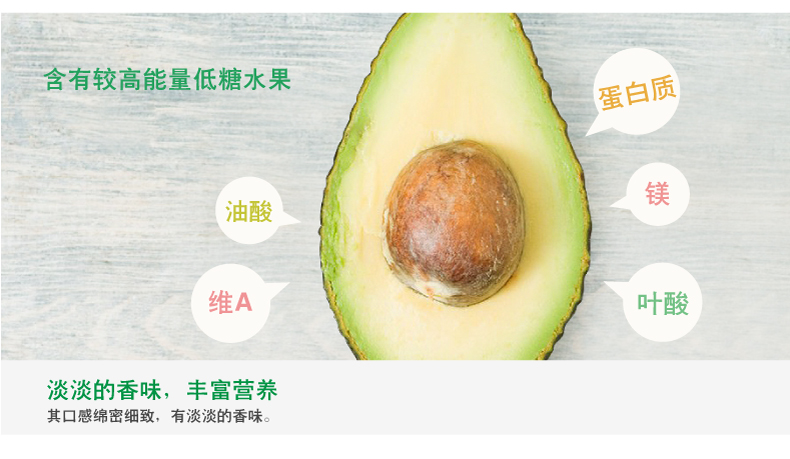 含有较高能量低糖水果
蛋白质
油酸
镁
维A
叶酸
淡淡的香味，丰富营养
其口感绵密细致，有淡淡的香味。